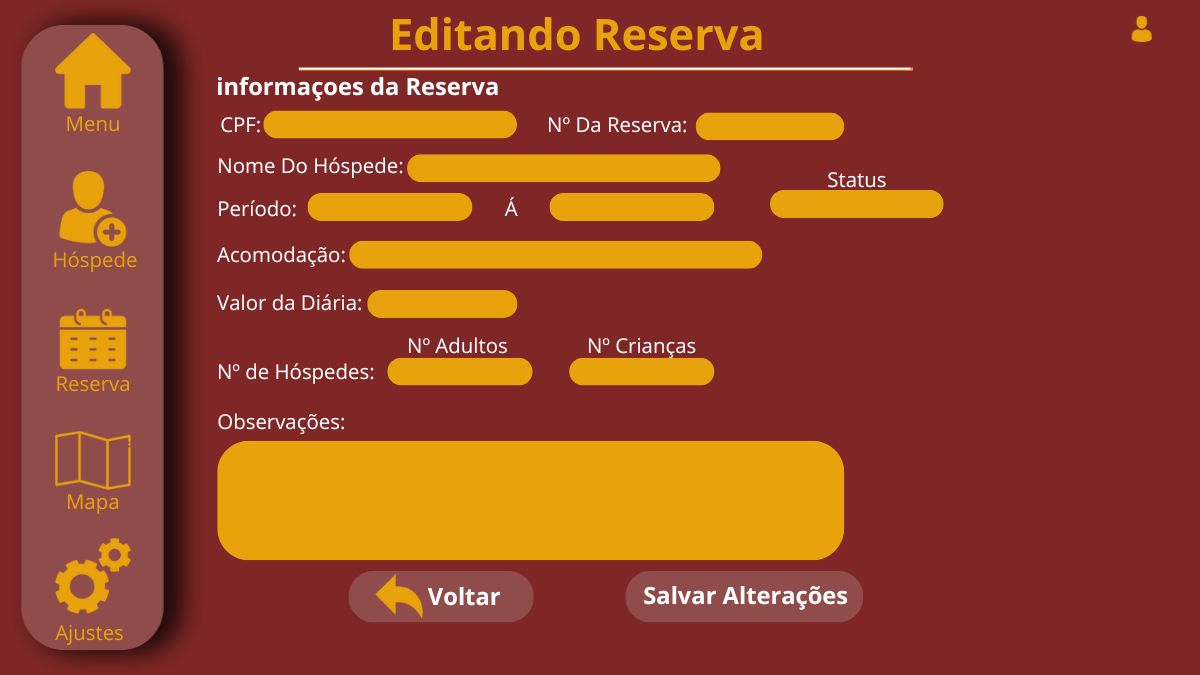 Editando Reserva
informaçoes da Reserva
CPF:
Nº Da Reserva:
Nome Do Hóspede:
Status
Período:
Á
Acomodação:
Valor da Diária:
Nº Adultos
Nº Crianças
Nº de Hóspedes:
Observações:
Voltar
Salvar Alterações
Menu
Hóspede
Reserva
Mapa
Ajustes